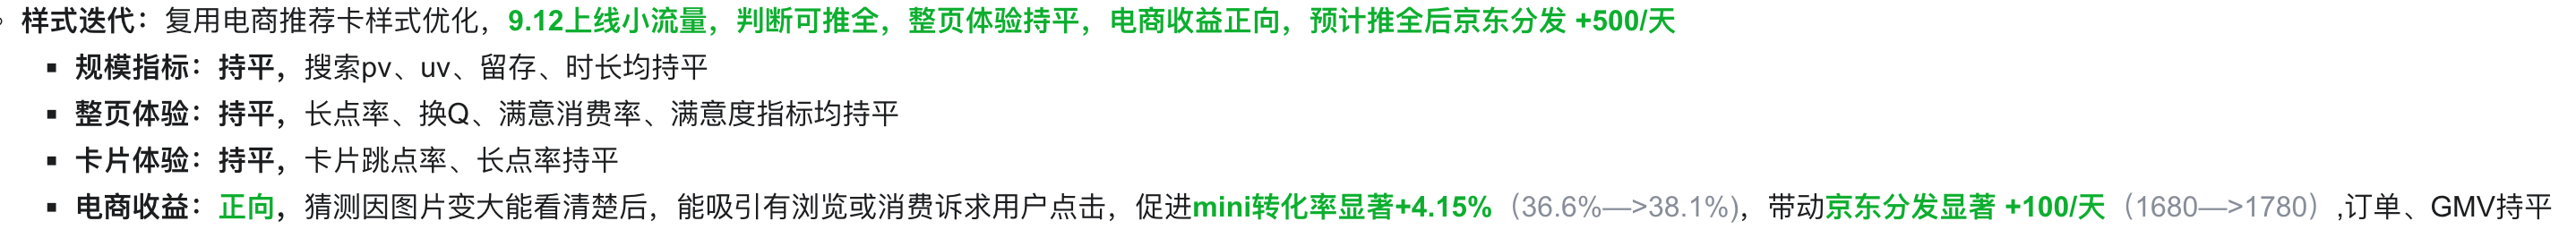 样式迭代：复用电商推荐卡样式优化，9.12上线小流量，判断可推全，整页体验持平，电商收益正向，预计推全后京东分发 +500/天
规模指标：持平，搜索pv、uv、留存、时长均持平
整页体验：持平，长点率、换Q、满意消费率、满意度指标均持平
卡片体验：持平，卡片跳点率、长点率持平
电商收益：正向，猜测因图片变大能看清楚后，能吸引有浏览或消费诉求用户点击，促进mini转化率显著+4.15%（36.6%—>38.1%)，带动京东分发显著 +100/天（1680—>1780）,订单、GMV持平